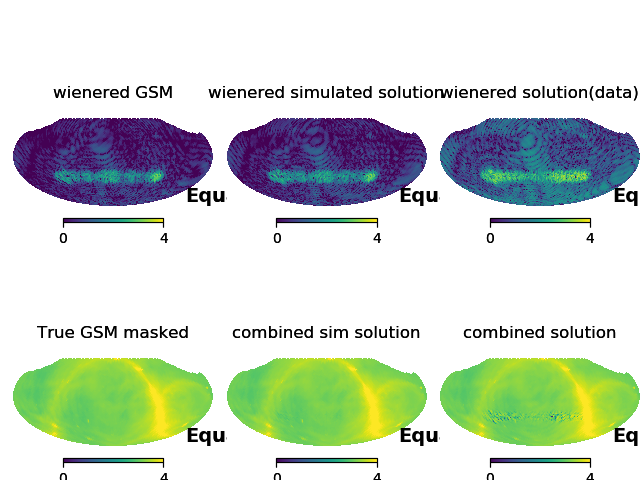 wienered GSM
wienered simulated solution
wienered solution(data)
Equ
Equ
Eq
0 4
0 4
0 4
True GSM masked
combined sim solution
combined solution
Equ
Equ
Eq
0 4
0 4
0 4